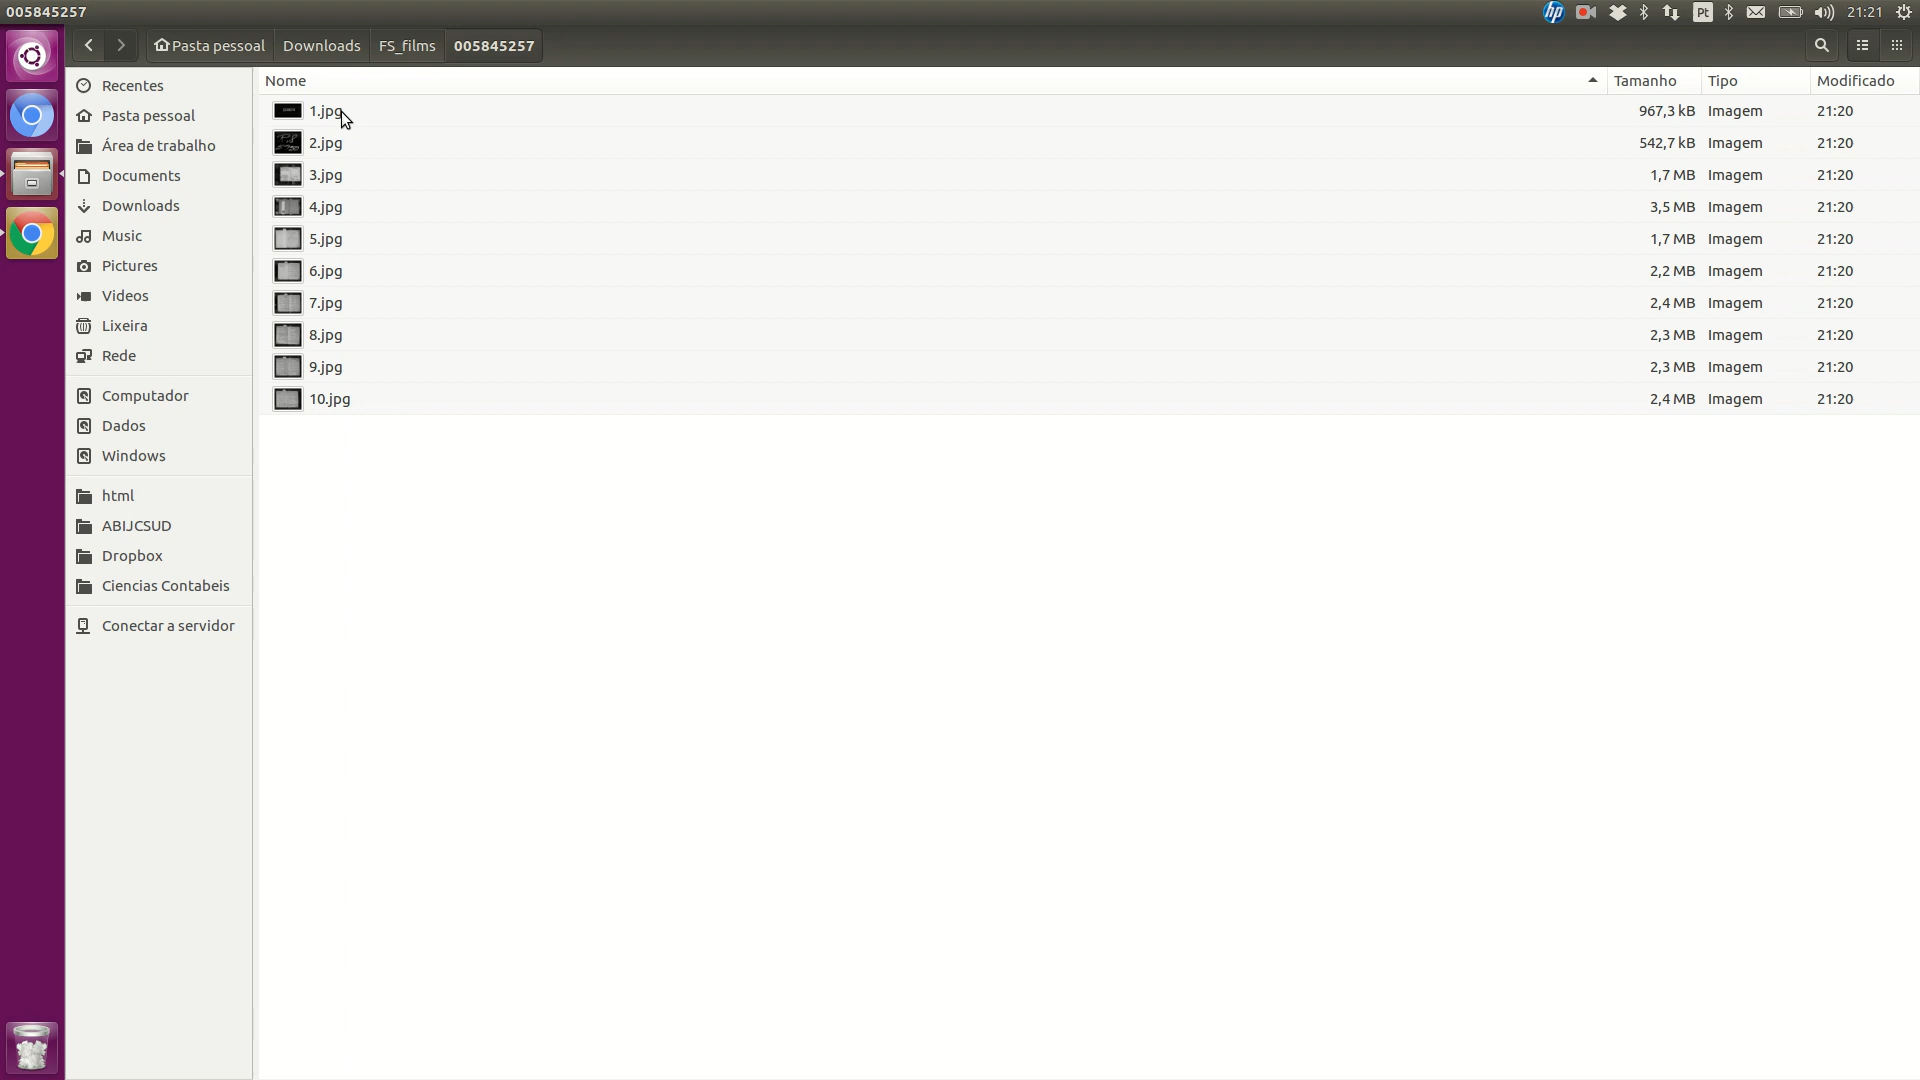 005845257
hp
Pt
21:21
Pasta pessoal
Downloads
FS_films
005845257
Nome
Tamanho
Tipo
Modificado
Recentes
Pasta pessoal
Área de trabalho
Documents
Downloads
Music
Pictures
Videos
Lixeira
Rede
Computador
Dados
Windows
html
ABIJCSUD
Dropbox
Ciencias Contabeis
Conectar a servidor
1.jpg 967,3 kB Imagem 21:20
2.jpg 542,7 kB Imagem 21:20
3.jpg 1,7 MB Imagem 21:20
4.jpg 3,5 MB Imagem 21:20
5.jpg 1,7 MB Imagem 21:20
6.jpg 2,2 MB Imagem 21:20
7.jpg 2,4 MB Imagem 21:20
8.jpg 2,3 MB Imagem 21:20
9.jpg 2,3 MB Imagem 21:20
10.jpg 2,4 MB Imagem 21:20